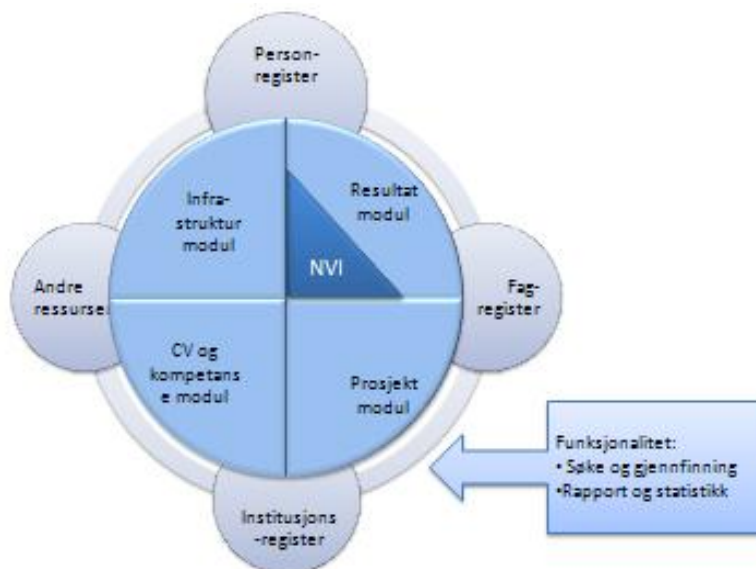 Person-
register
Infra-
struktur
modul
Resultat
modul
NVI
Andre
ressurser
Fag-
register
CV og
kompetans
e modul
Prosjekt
modul
Institusjons
-register
Funksjonalitet:
• Søke og gjennfinning
•Rapport og statistikk